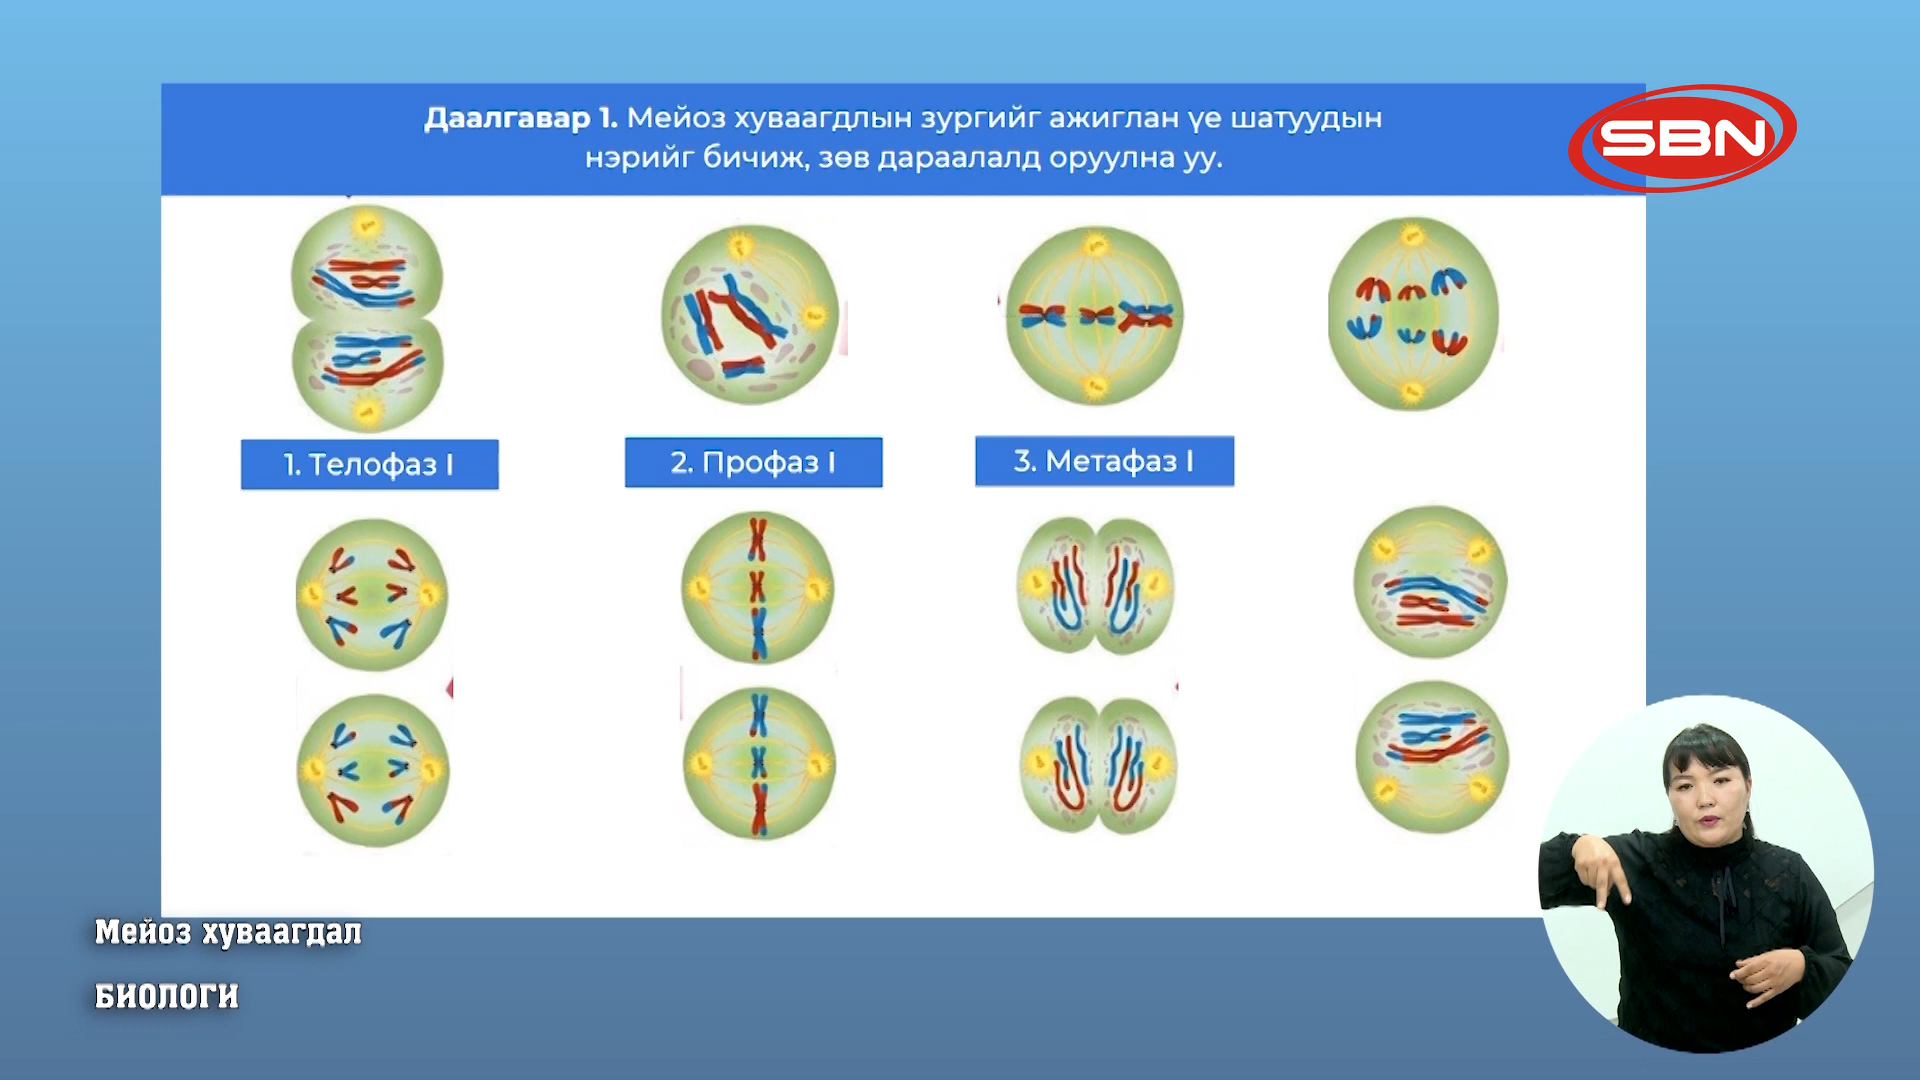 Даалгавар 1. Мейоз хуваагдлын зургийг ажиглан үе шатуудын
нэрийг бичиж, зөв дараалалд оруулна уу.
SBN
1. Телофаз I
2. Профаз I
3. Метафаз I
Мейоз хуваагдал
БИОЛОГИ